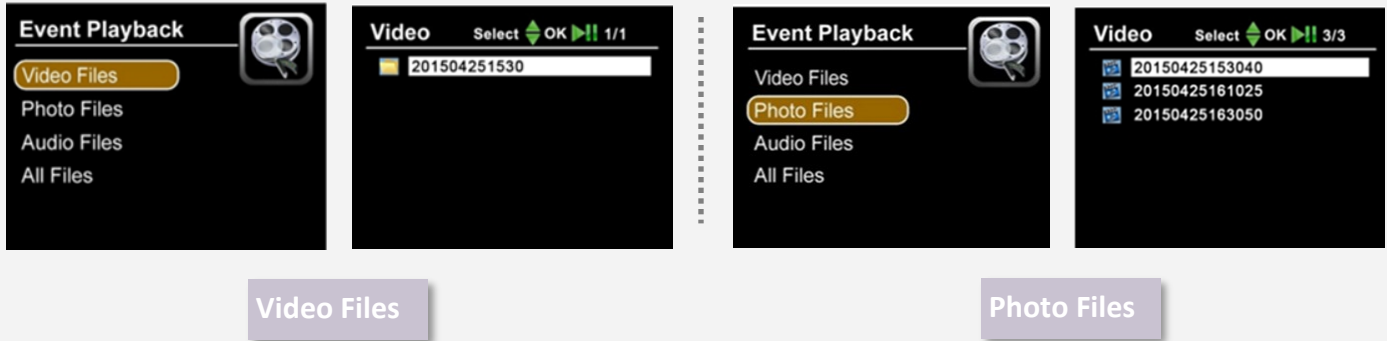 Event Playback
Video Files
Photo Files
Audio Files
All Files
Video Select OK 1/1
201504251530
Video Files
Event Playback
Video Files
Photo Files
Audio Files
All Files
Video Select OK 3/3
20150425153040
20150425161025
20150425163050
Photo Files